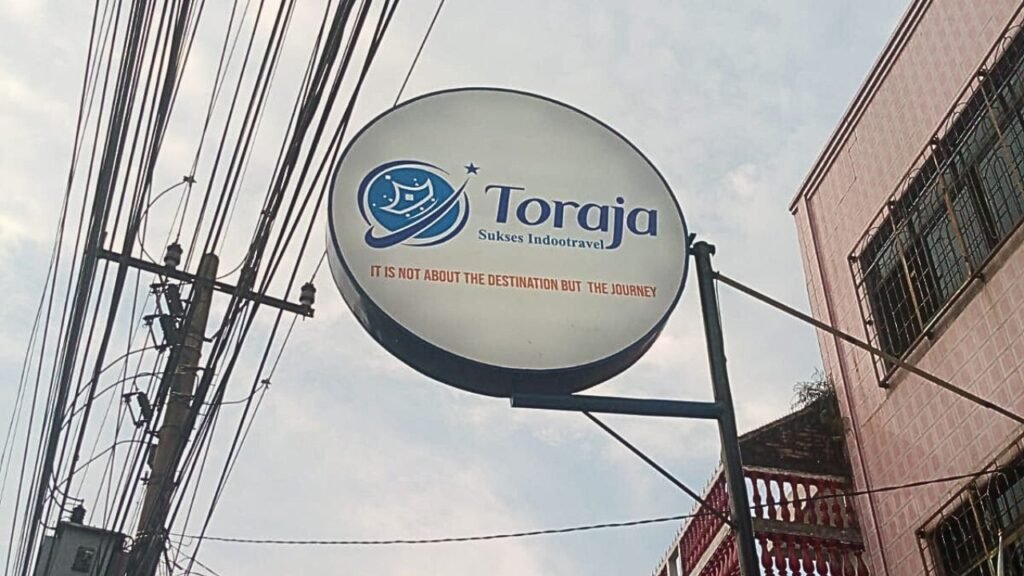 Toraja
Sukses Indootravel
IT IS NOT ABOUT THE DESTINATION BUT THE JOURNEY